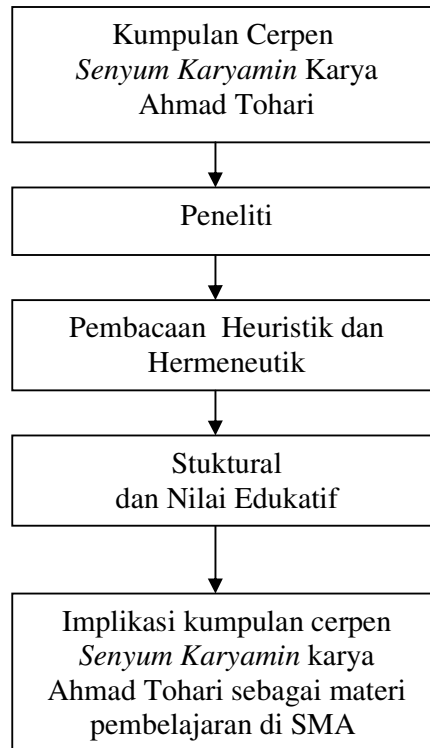 Kumpulan Cerpen
Senyum Karyamin Karya
Ahmad Tohari
Peneliti
Pembacaan Heuristik dan
Hermeneutik
Stuktural
dan Nilai Edukatif
Implikasi kumpulan cerpen
Senyum Karyamin karya
Ahmad Tohari sebagai materi
pembelajaran di SMA